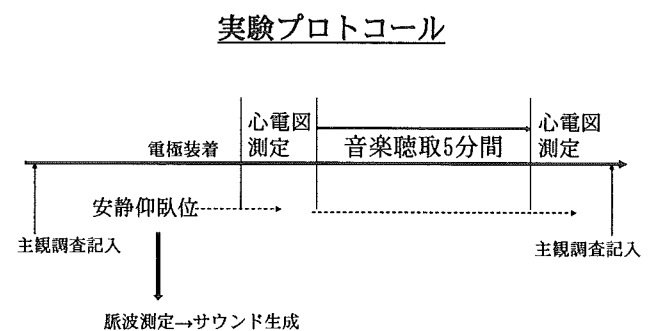 実験プロトコール
心電図
測定
心電図
測定
電極装着
音楽聴取5分間
安静仰臥位
主観調査記入
主観調査記入
脈波測定→サウンド生成